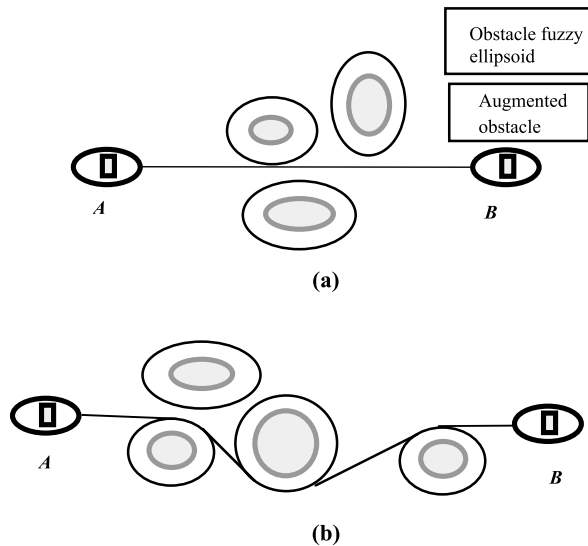 Obstacle fuzzy
ellipsoid
Augmented
obstacle
A
B
(a)
A
B
(b)